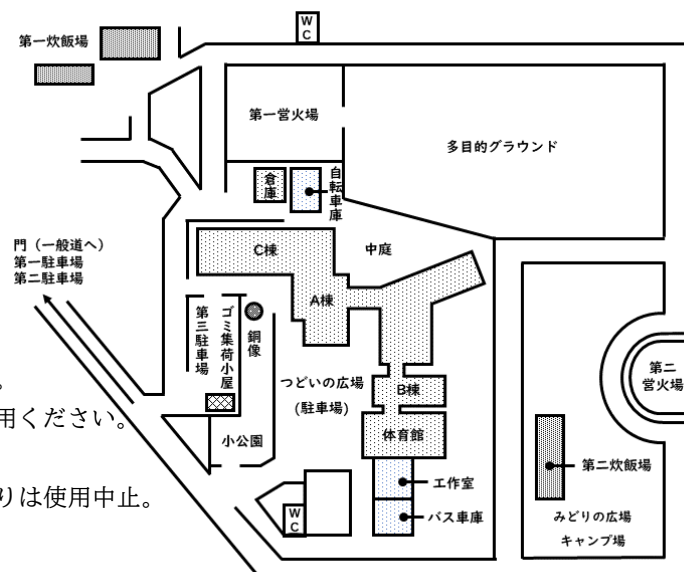 第一炊飯場
WC
第一営火場
多目的グラウンド
倉庫
自転車庫
C棟
中庭
門（一般道へ）
第一駐車場
第二駐車場
A棟
第三駐車場
ゴミ集荷小屋
銅像
つどいの広場
(駐車場)
B棟
第二
営火場
。
用ください。
小公園
体育館
第二炊飯場
工作室
りは使用中止。
WC
バス車庫
みどりの広場
キャンプ場